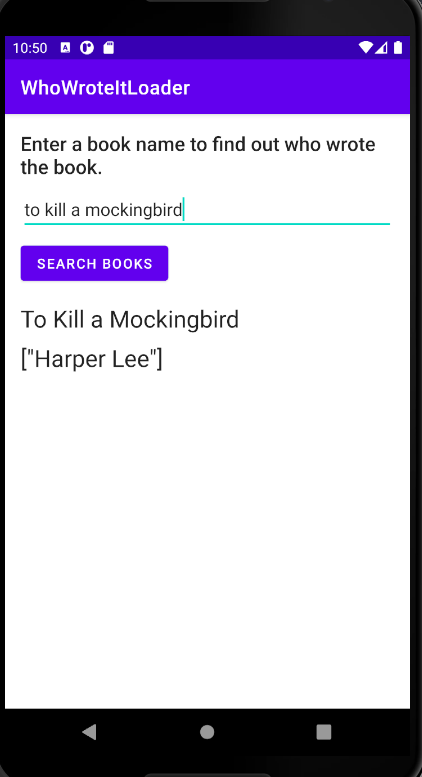 10:50
WhoWroteItLoader
Enter a book name to find out who wrote
the book.
to kill a mockingbird
SEARCH BOOKS
To Kill a Mockingbird
["Harper Lee"]